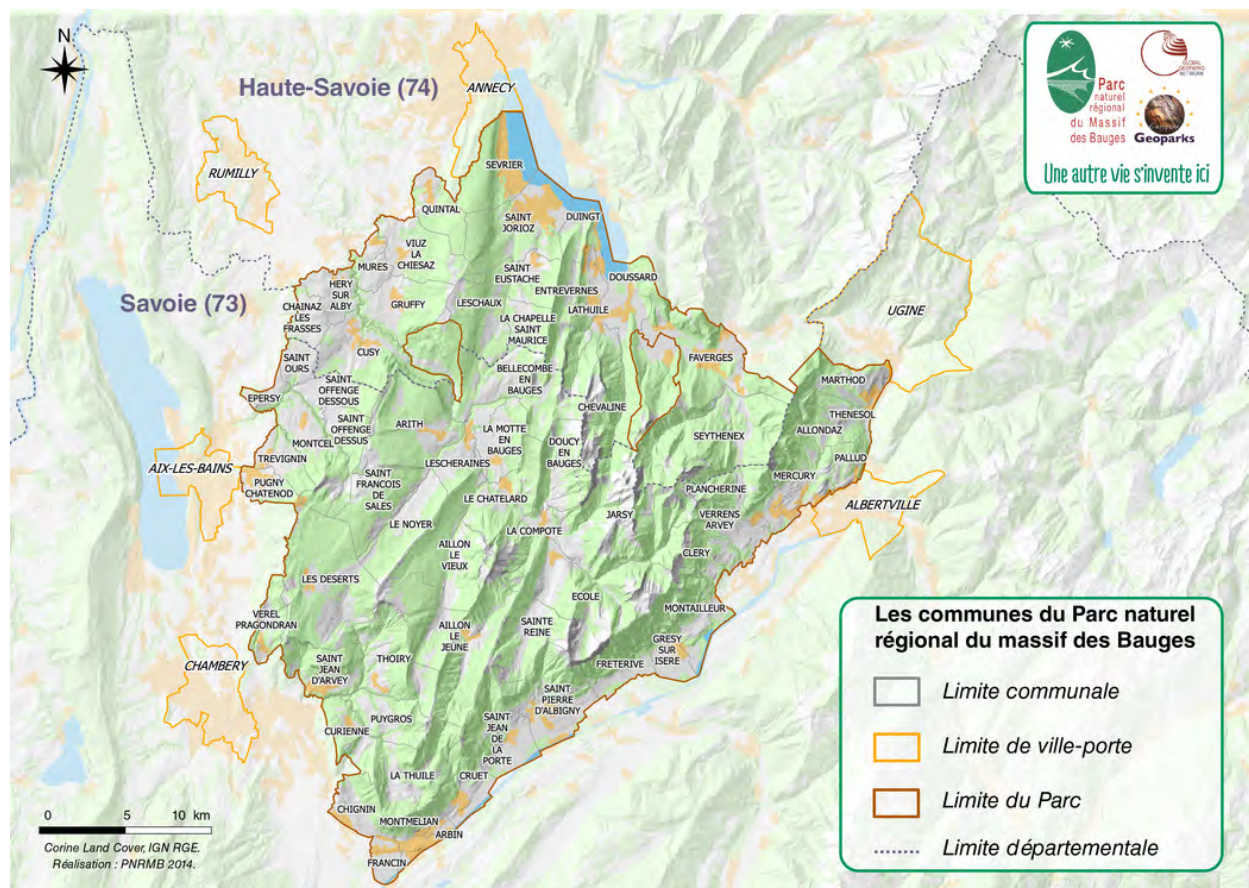 N
Haute-Savoie (74)
ANNECY
Parc
naturel
régional
du Massif
des Bauges
GLOBAL
GEOPARKS
NETWORK
Geoparks
Une autre vie s'invente ici
RUMILLY
SEVRIER
QUINTAL
SAINT
JORIOZ
DUINGT
VIUZ
LA
CHIESAZ
MURES
SAINT
EUSTACHE
DOUSSARD
HERY
SUR
ALBY
ENTREVERNES
Savoie (73)
CHAINAZ
LES
FRASSES
GRUFFY
LESCHAUX
LATHUILE
UGINE
LA CHAPELLE
SAINT
MAURICE
CUSY
SAINT
OURS
FAVERGES
BELLECOMBE
EN
BAUGES
MARTHOD
SAINT
OFFENGE
DESSOUS
EPERSY
CHEVALINE
THENESOL
SAINT
OFFENGE
DESSUS
ARITH
LA MOTTE
EN
BAUGES
ALLONDAZ
MONTCEL
DOUCY
EN
BAUGES
SEYTHENEX
TREVIGNIN
AIX-LES-BAINS
LESCHERAINES
PALLUD
PUGNY
CHATENOD
SAINT
FRANCOIS
DE
SALES
MERCURY
LE CHATELARD
PLANCHERINE
ALBERTVILLE
JARSY
VERRENS
ARVEY
LE NOYER
LA COMPOTE
AILLON
LE
VIEUX
CLERY
LES DESERTS
ECOLE
MONTAILLEUR
VEREL
PRAGONDRAN
SAINTE
REINE
AILLON
LE
JEUNE
GRESY
SUR
ISERE
CHAMBERY
SAINT
JEAN
D'ARVEY
THOIRY
FRETERIVE
SAINT
PIERRE
D'ALBIGNY
PUYGROS
CURIENNE
SAINT
JEAN
DE
LA
PORTE
LA THUILE
CRUET
CHIGNIN
MONTMELIAN
ARBIN
FRANCIN
0 5 10 km
Corine Land Cover, IGN RGE.
Réalisation : PNRMB 2014.
Les communes du Parc naturel
régional du massif des Bauges
Limite communale
Limite de ville-porte
Limite du Parc
Limite départementale